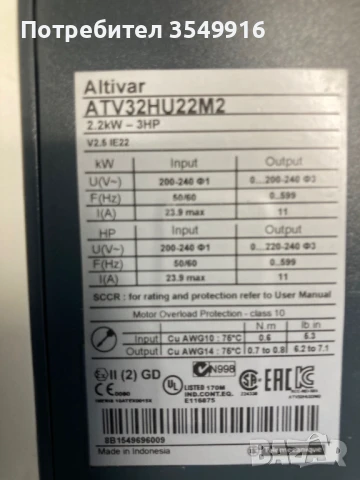 Потребител 3549916
Altivar
ATV32HU22M2
2.2kW – 3HP
V2.5 IE22
kW Input Output
U(V~) 200-240 Φ1 0...200-240 Φ3
F(Hz) 50/60 0...599
I(A) 23.9 max 11
HP Input Output
U(V~) 200-240 Φ1 0...220-240 Φ3
F(Hz) 50/60 0...599
I(A) 23.9 max 11
SCCR : for rating and protection refer to User Manual
Motor Overload Protection - class 10
N.m lb in
Input Cu AWG10 : 75°C 0.6 5.3
Output Cu AWG14 : 75°C 0.7 to 0.8 6.2 to 7.1
II (2) GD
UL LISTED 170M
IND.CONT.EQ.
E116875
N998
EAC
8B1549696009
Made in Indonesia
БАЗАР